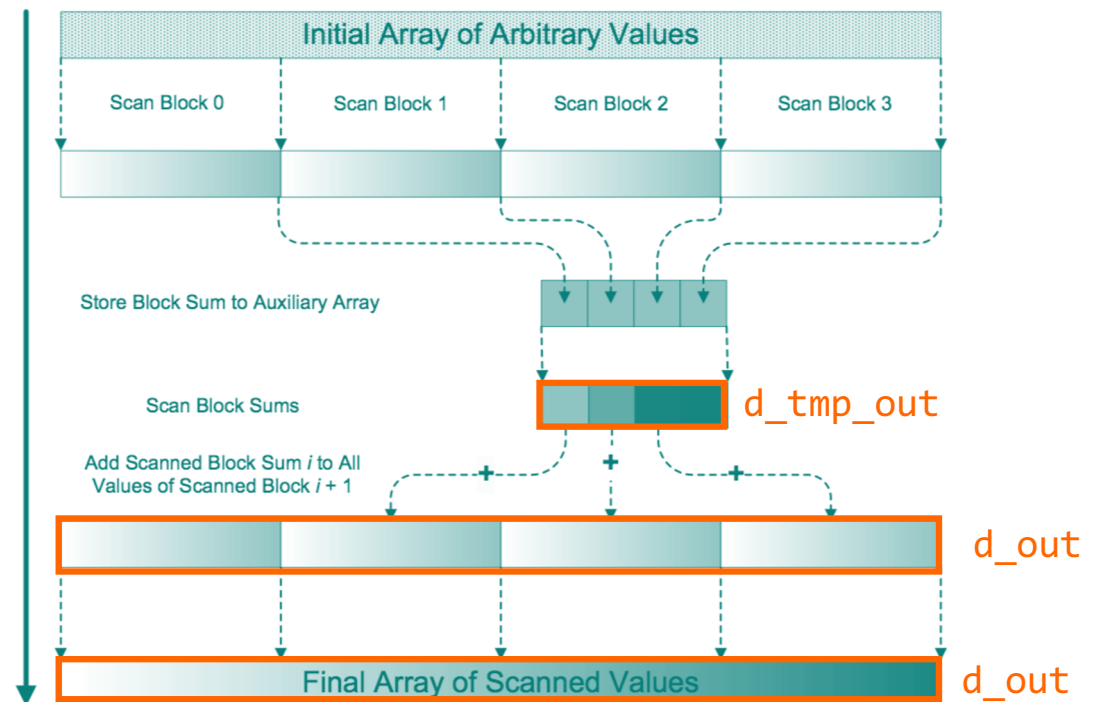 Initial Array of Arbitrary Values
Scan Block 0
Scan Block 1
Scan Block 2
Scan Block 3
Store Block Sum to Auxiliary Array
Scan Block Sums
d_tmp_out
Add Scanned Block Sum i to All
Values of Scanned Block i + 1
+
+
+
d_out
Final Array of Scanned Values
d_out